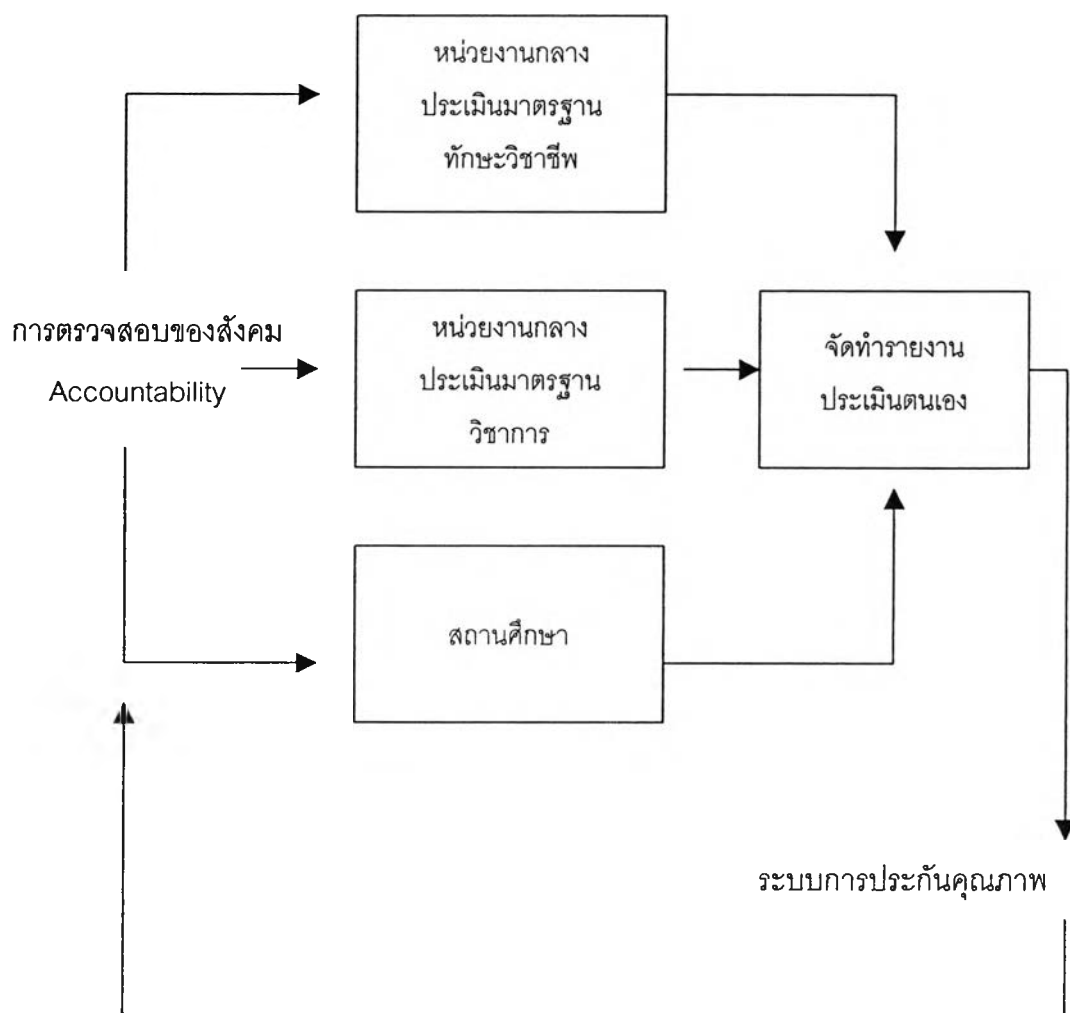 หน่วยงานกลาง
ประเมินมาตรฐาน
ทักษะวิชาชีพ
การตรวจสอบของสังคม
Accountability
หน่วยงานกลาง
ประเมินมาตรฐาน
วิชาการ
จัดทำรายงาน
ประเมินตนเอง
สถานศึกษา
ระบบการประกันคุณภาพ